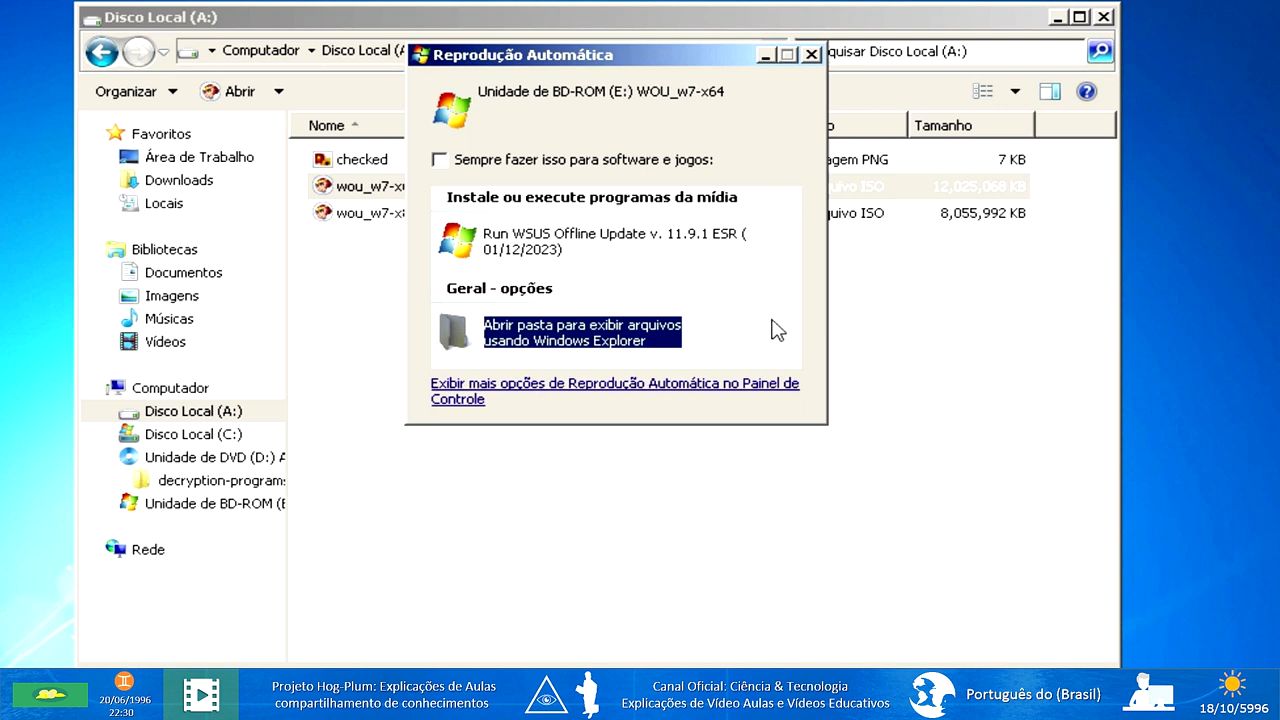 Disco Local (A:)
Computador
Disco Local (A
quisar Disco Local (A:)
Organizar
Abrir
Favoritos
Área de Trabalho
Downloads
Locais
Bibliotecas
Documentos
Imagens
Músicas
Vídeos
Computador
Disco Local (A:)
Disco Local (C:)
Unidade de DVD (D:) A
decryption-programs
Unidade de BD-ROM (E
Rede
Nome
o
Tamanho
checked
agem PNG
7 KB
wou_w7-x6
quivo ISO
12,025,068 KB
wou_w7-x8
quivo ISO
8,055,992 KB
Reprodução Automática
Unidade de BD-ROM (E:) WOU_w7-x64
Sempre fazer isso para software e jogos:
Instale ou execute programas da mídia
Run WSUS Offline Update v. 11.9.1 ESR (
01/12/2023)
Geral - opções
Abrir pasta para exibir arquivos
usando Windows Explorer
Exibir mais opções de Reprodução Automática no Painel de
Controle
20/06/1996
22:30
Projeto Hog-Plum: Explicações de Aulas
compartilhamento de conhecimentos
Canal Oficial: Ciência & Tecnologia
Explicações de Vídeo Aulas e Vídeos Educativos
Português do (Brasil)
18/10/5996